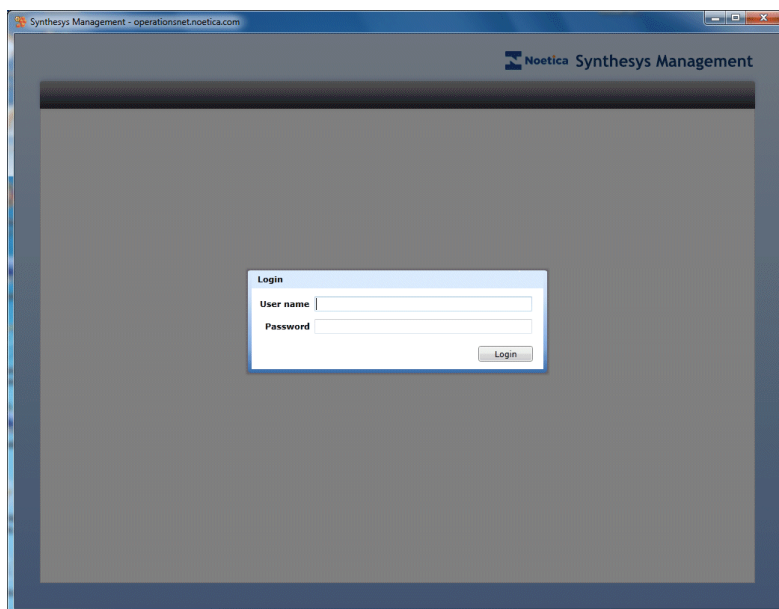 Synthesys Management - operationsnet.noetica.com
Noetica Synthesys Management
Login
User name
Password
Login